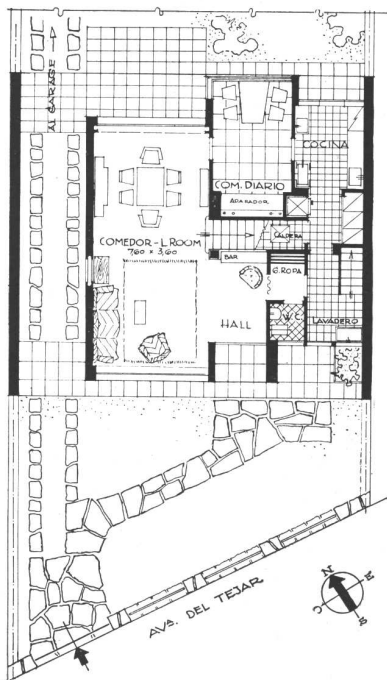 AL GARAGE
COCINA
COM. DIARIO
APARADOR
COMEDOR-L.ROOM
7,60 x 3,60
CALDERA
BAR
G.ROPA
W.C.
HALL
LAVADERO
AVDA. DEL TEJAR
N
E
S
O